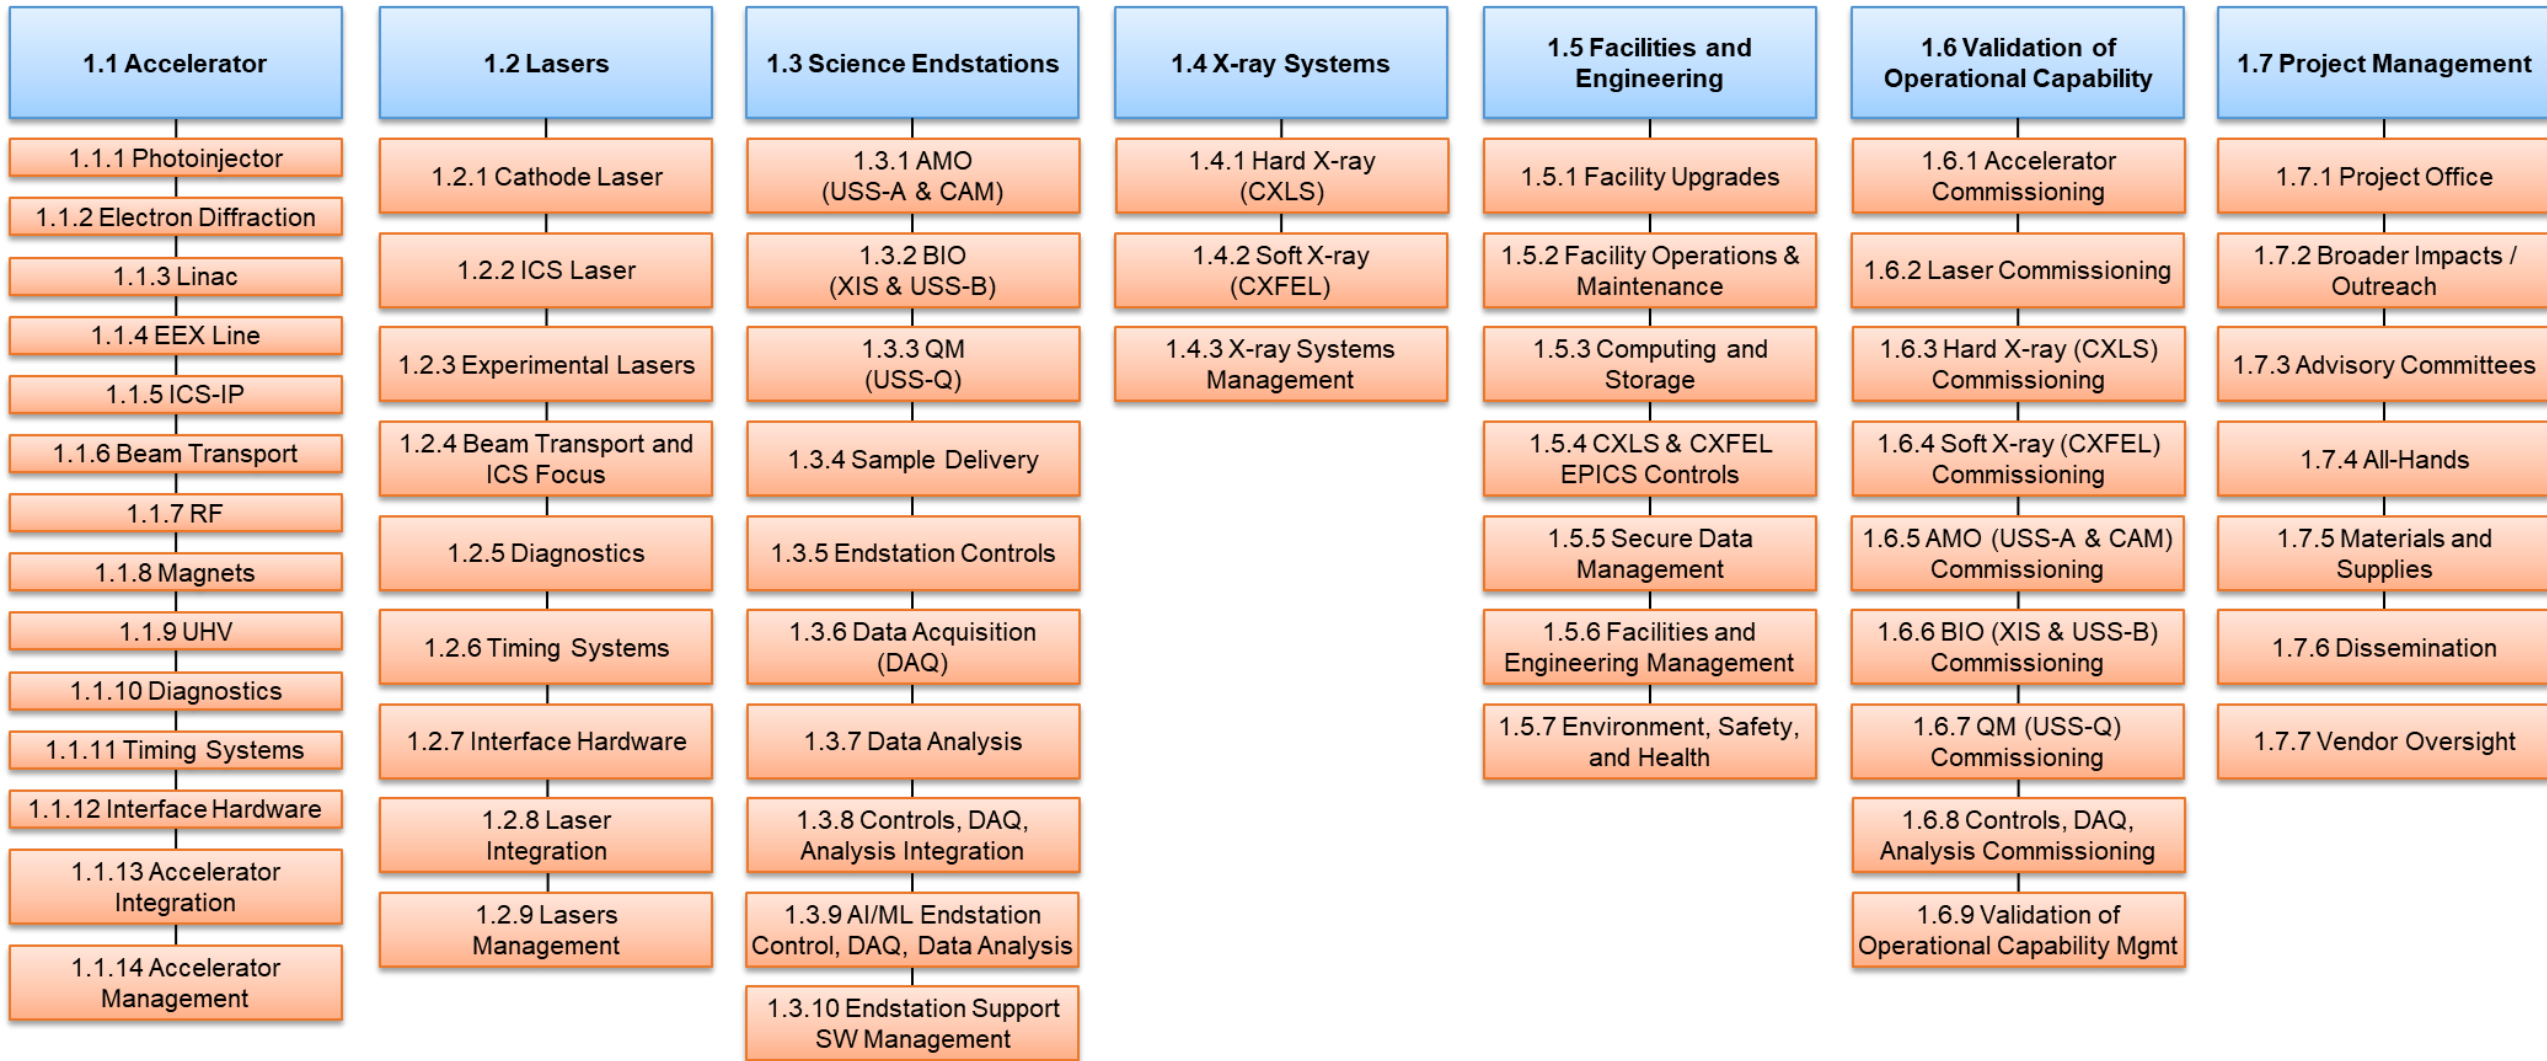 1.1 Accelerator
1.1.1 Photoinjector
1.1.2 Electron Diffraction
1.1.3 Linac
1.1.4 EEX Line
1.1.5 ICS-IP
1.1.6 Beam Transport
1.1.7 RF
1.1.8 Magnets
1.1.9 UHV
1.1.10 Diagnostics
1.1.11 Timing Systems
1.1.12 Interface Hardware
1.1.13 Accelerator
Integration
1.1.14 Accelerator
Management
1.2 Lasers
1.2.1 Cathode Laser
1.2.2 ICS Laser
1.2.3 Experimental Lasers
1.2.4 Beam Transport and
ICS Focus
1.2.5 Diagnostics
1.2.6 Timing Systems
1.2.7 Interface Hardware
1.2.8 Laser
Integration
1.2.9 Lasers
Management
1.3 Science Endstations
1.3.1 AMO
(USS-A & CAM)
1.3.2 BIO
(XIS & USS-B)
1.3.3 QM
(USS-Q)
1.3.4 Sample Delivery
1.3.5 Endstation Controls
1.3.6 Data Acquisition
(DAQ)
1.3.7 Data Analysis
1.3.8 Controls, DAQ,
Analysis Integration
1.3.9 AI/ML Endstation
Control, DAQ, Data Analysis
1.3.10 Endstation Support
SW Management
1.4 X-ray Systems
1.4.1 Hard X-ray
(CXLS)
1.4.2 Soft X-ray
(CXFEL)
1.4.3 X-ray Systems
Management
1.5 Facilities and
Engineering
1.5.1 Facility Upgrades
1.5.2 Facility Operations &
Maintenance
1.5.3 Computing and
Storage
1.5.4 CXLS & CXFEL
EPICS Controls
1.5.5 Secure Data
Management
1.5.6 Facilities and
Engineering Management
1.5.7 Environment, Safety,
and Health
1.6 Validation of
Operational Capability
1.6.1 Accelerator
Commissioning
1.6.2 Laser Commissioning
1.6.3 Hard X-ray (CXLS)
Commissioning
1.6.4 Soft X-ray (CXFEL)
Commissioning
1.6.5 AMO (USS-A & CAM)
Commissioning
1.6.6 BIO (XIS & USS-B)
Commissioning
1.6.7 QM (USS-Q)
Commissioning
1.6.8 Controls, DAQ,
Analysis Commissioning
1.6.9 Validation of
Operational Capability Mgmt
1.7 Project Management
1.7.1 Project Office
1.7.2 Broader Impacts /
Outreach
1.7.3 Advisory Committees
1.7.4 All-Hands
1.7.5 Materials and
Supplies
1.7.6 Dissemination
1.7.7 Vendor Oversight